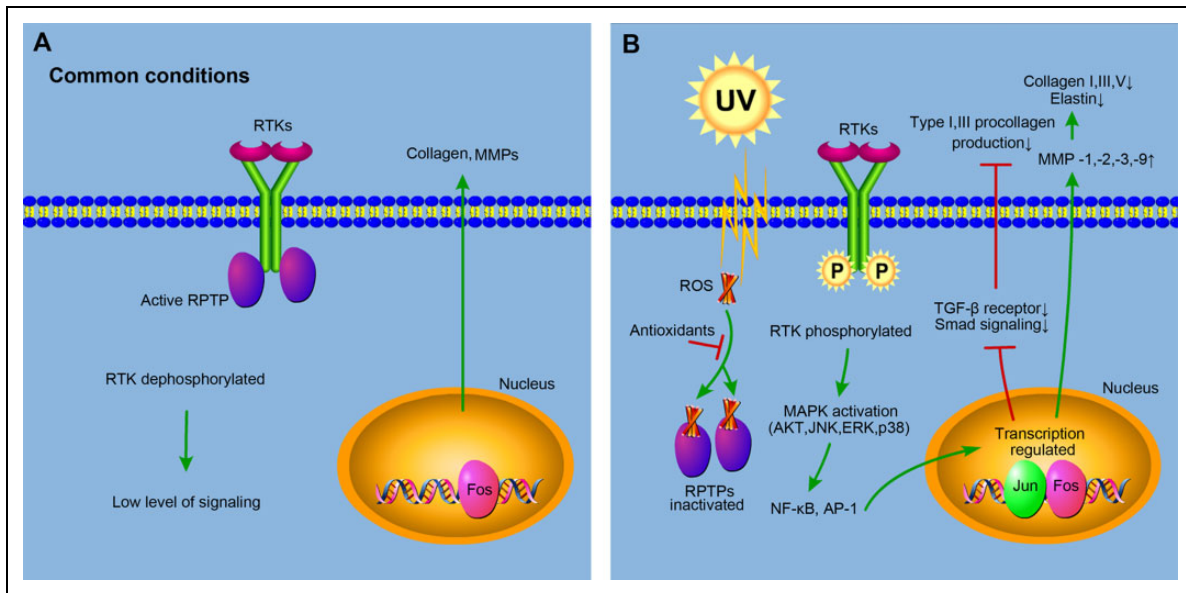 A
Common conditions
RTKs
Collagen, MMPs
Active RPTP
RTK dephosphorylated
Low level of signaling
Nucleus
Fos
B
UV
RTKs
Collagen I,III,V↓
Elastin↓
Type I,III procollagen
production↓
MMP -1,-2,-3,-9↑
P
P
ROS
Antioxidants
RTK phosphorylated
TGF-β receptor↓
Smad signaling↓
MAPK activation
(AKT,JNK,ERK,p38)
RPTPs
inactivated
NF-κB, AP-1
Nucleus
Transcription
regulated
Jun
Fos